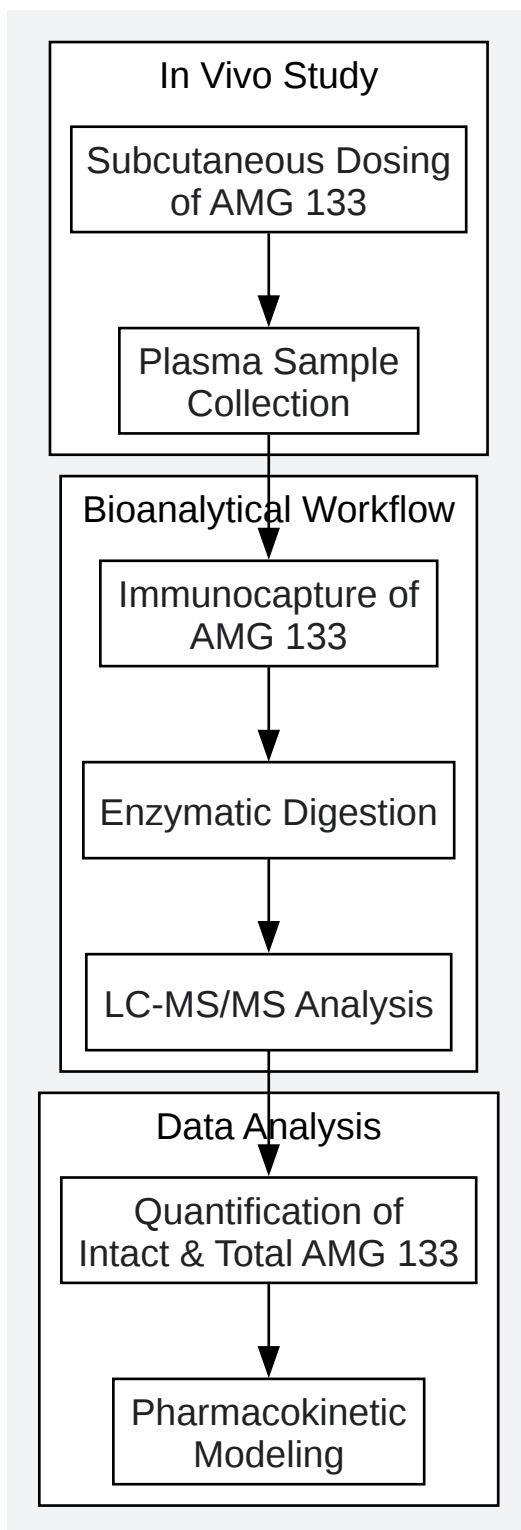 In Vivo Study
Subcutaneous Dosing
of AMG 133
Plasma Sample
Collection
Bioanalytical Workflow
Immunocapture of
AMG 133
Enzymatic Digestion
LC-MS/MS Analysis
Data Analysis
Quantification of
Intact & Total AMG 133
Pharmacokinetic
Modeling